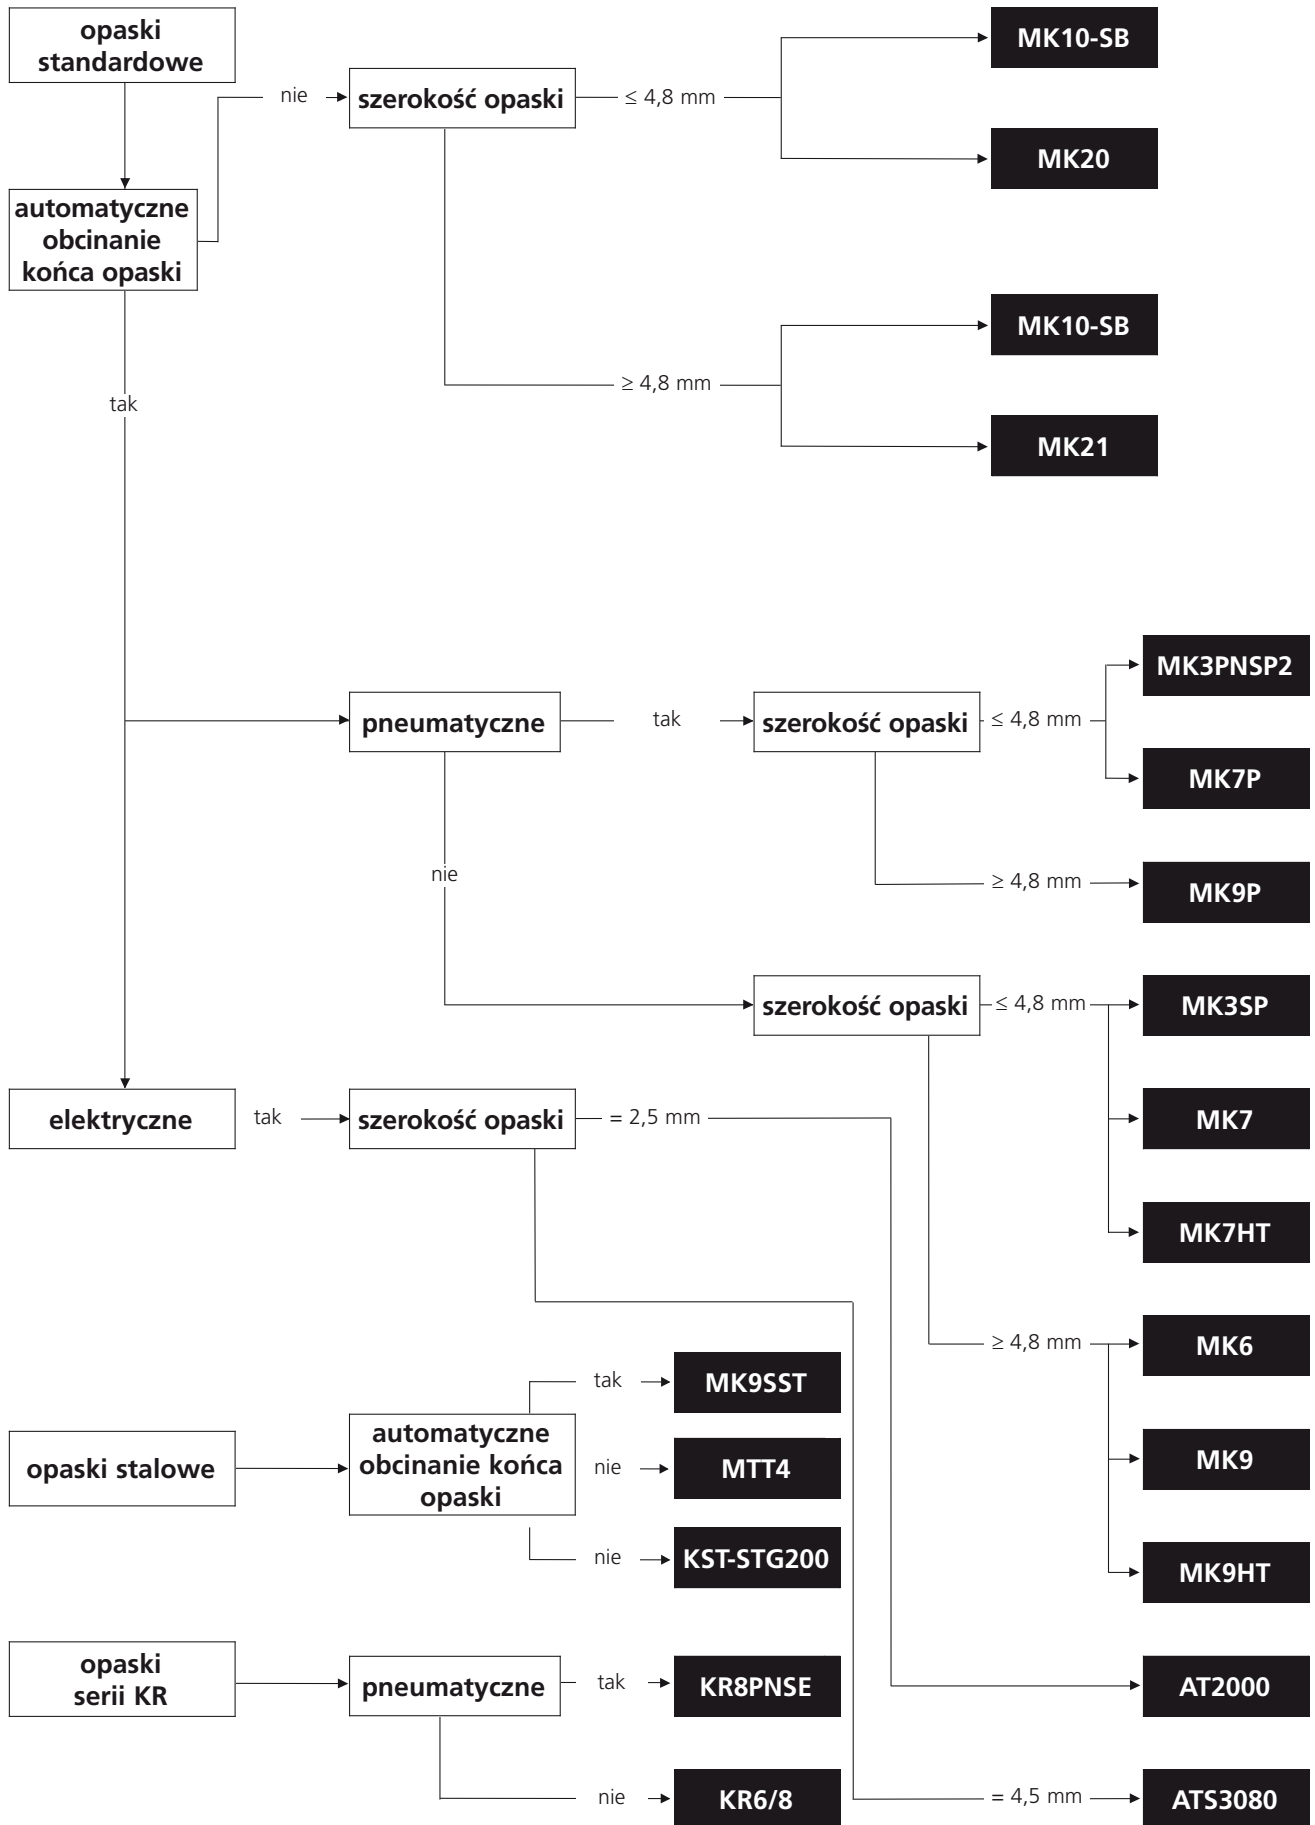 opaski
standardowe
nie
szerokość opaski
≤ 4,8 mm
MK10-SB
MK20
automatyczne
obcinanie
końca opaski
MK10-SB
≥ 4,8 mm
tak
MK21
MK3PNSP2
pneumatyczne
tak
szerokość opaski
≤ 4,8 mm
MK7P
nie
≥ 4,8 mm
MK9P
szerokość opaski
≤ 4,8 mm
MK3SP
elektryczne
tak
szerokość opaski
= 2,5 mm
MK7
MK7HT
≥ 4,8 mm
MK6
tak
MK9SST
opaski stalowe
automatyczne
obcinanie końca
opaski
nie
MTT4
MK9
nie
KST-STG200
MK9HT
opaski
serii KR
pneumatyczne
tak
KR8PNSE
AT2000
nie
KR6/8
= 4,5 mm
ATS3080